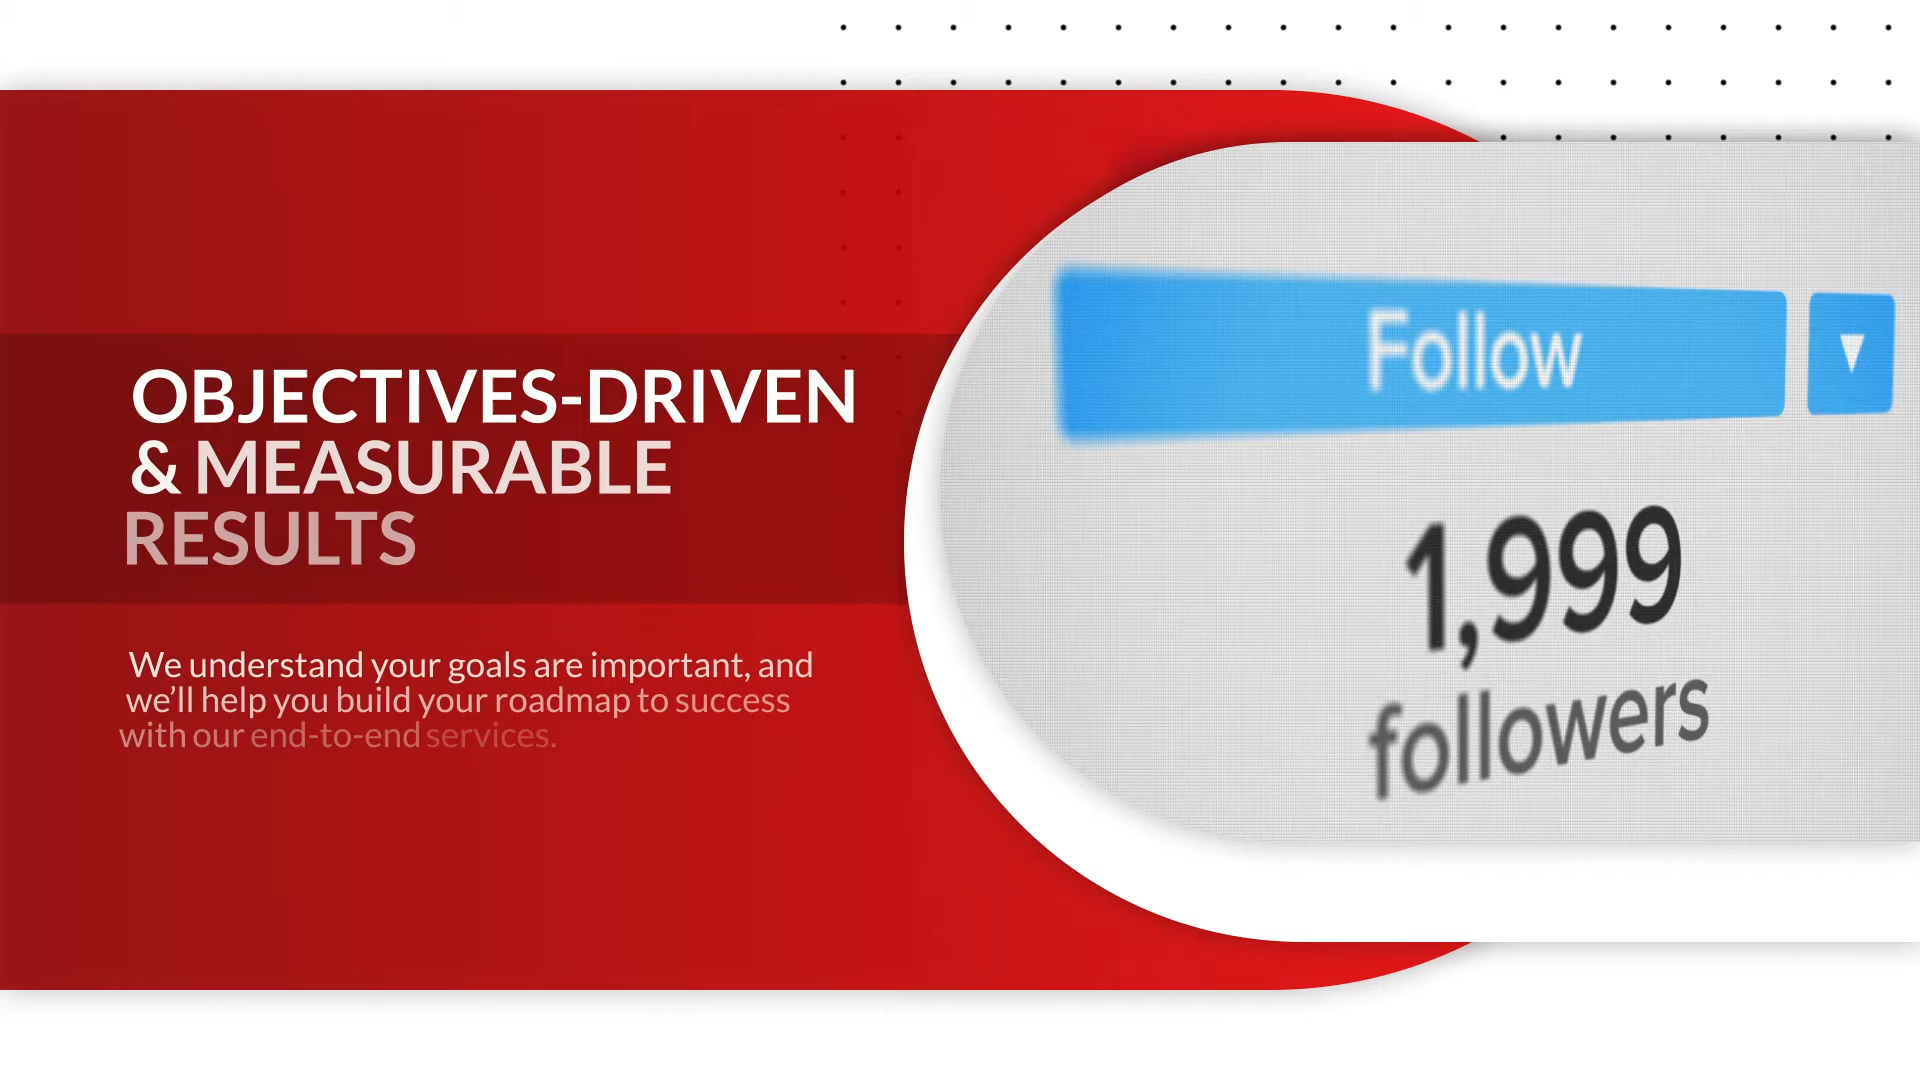 OBJECTIVES-DRIVEN
& MEASURABLE
RESULTS
We understand your goals are important, and
we’ll help you build your roadmap to success
with our end-to-end services.
Follow
1,999
followers